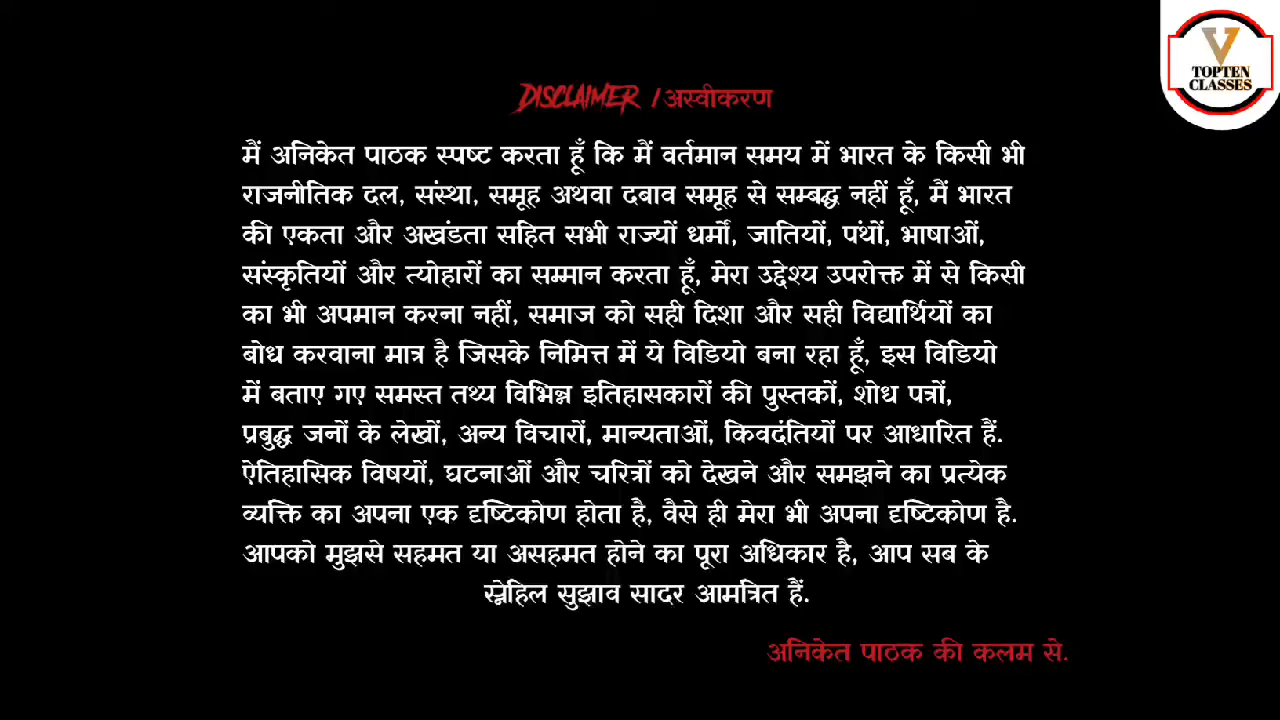 V
TOPTEN
CLASSES
DISCLAIMER /अस्वीकरण
मैं अनिकेत पाठक स्पष्ट करता हूँ कि मैं वर्तमान समय में भारत के किसी भी
राजनीतिक दल, संस्था, समूह अथवा दबाव समूह से सम्बद्ध नहीं हूँ, मैं भारत
की एकता और अखंडता सहित सभी राज्यों धर्मों, जातियों, पंथों, भाषाओं,
संस्कृतियों और त्योहारों का सम्मान करता हूँ, मेरा उद्देश्य उपरोक्त में से किसी
का भी अपमान करना नहीं, समाज को सही दिशा और सही विद्यार्थियों का
बोध करवाना मात्र है जिसके निमित्त में ये विडियो बना रहा हूँ, इस विडियो
में बताए गए समस्त तथ्य विभिन्न इतिहासकारों की पुस्तकों, शोध पत्रों,
प्रबुद्ध जनों के लेखों, अन्य विचारों, मान्यताओं, किवदंतियों पर आधारित हैं.
ऐतिहासिक विषयों, घटनाओं और चरित्रों को देखने और समझने का प्रत्येक
व्यक्ति का अपना एक दृष्टिकोण होता है, वैसे ही मेरा भी अपना दृष्टिकोण है.
आपको मुझसे सहमत या असहमत होने का पूरा अधिकार है, आप सब के
स्नेहिल सुझाव सादर आमत्रित हैं.
अनिकेत पाठक की कलम से.